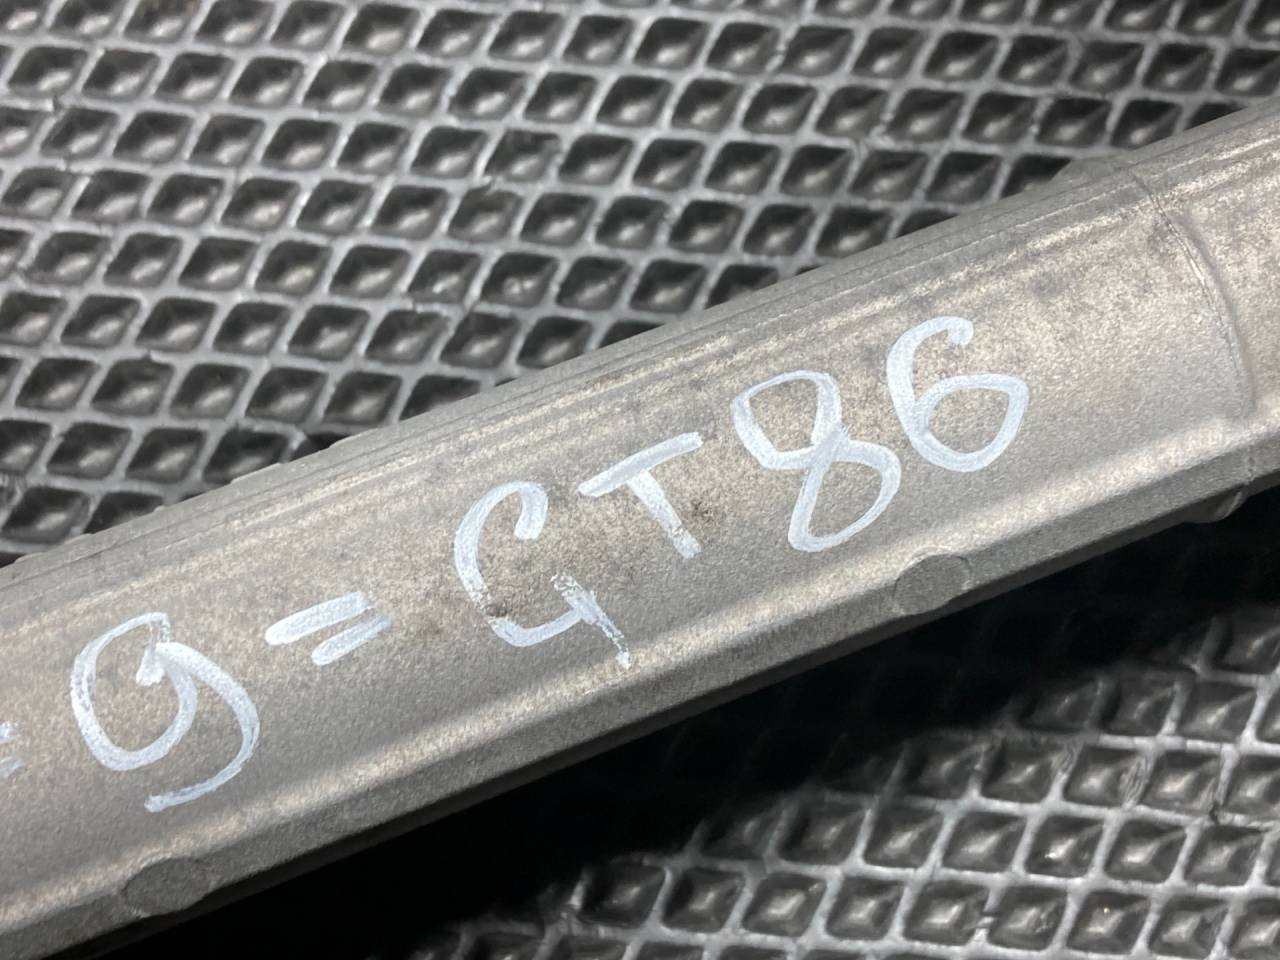 = 9 = GT86